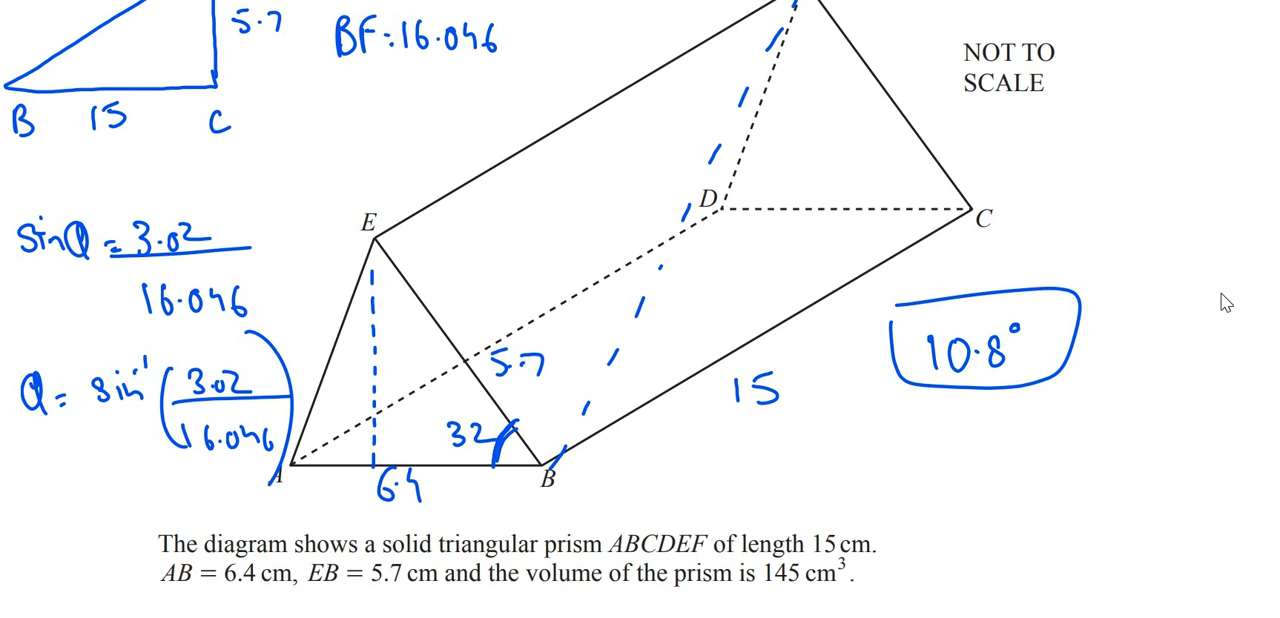 5.7
BF = 16.046
NOT TO
SCALE
B 15 C
D
E
C
sinQ = 3.02
16.046
Q = sin⁻¹ (3.02
16.046)
5.7
15
10.8°
32
A
6.4
B
The diagram shows a solid triangular prism ABCDEF of length 15 cm.
AB = 6.4 cm, EB = 5.7 cm and the volume of the prism is 145 cm³.